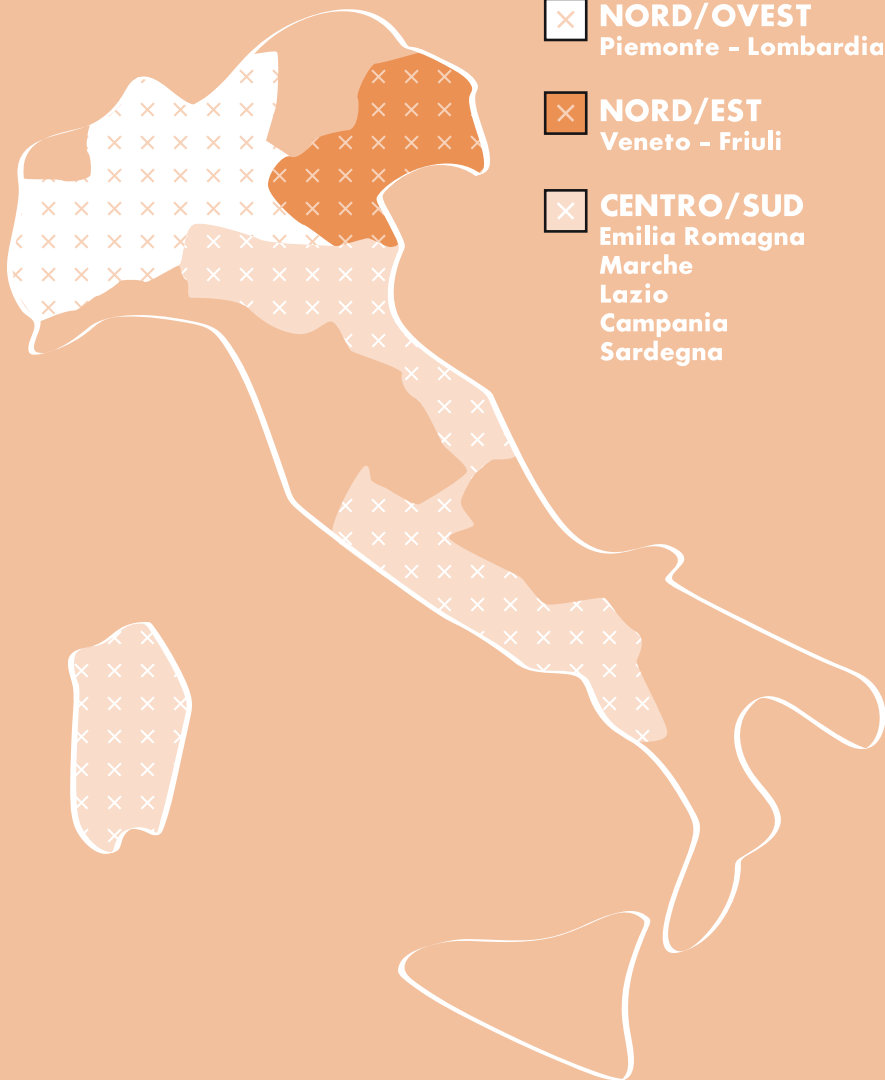 NORD/OVEST
Piemonte – Lombardia
NORD/EST
Veneto – Friuli
CENTRO/SUD
Emilia Romagna
Marche
Lazio
Campania
Sardegna